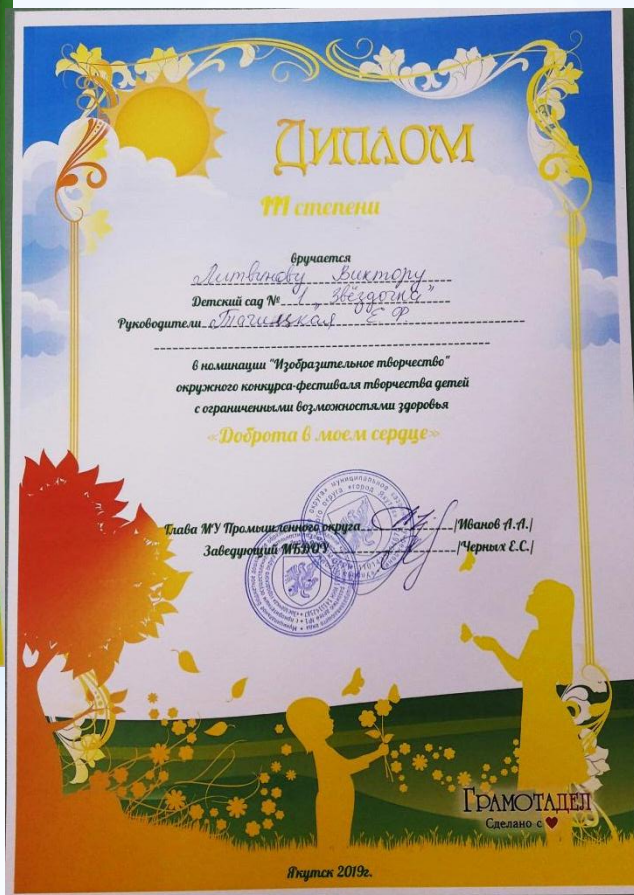 ДИПЛОМ
III степени
вручается
Литвинову Виктору
Детский сад № 1 "Звёздочка"
Руководители Е.Ф.
в номинации "Изобразительное творчество"
окружного конкурса-фестиваля творчества детей
с ограниченными возможностями здоровья
«Доброта в моем сердце»
Глава МУ Промышленного округа /Иванов А.А./
Заведующий МБДОУ /Черных Е.С./
ГРАМОТАДЕЛ
Сделано с ♥
Якутск 2019г.